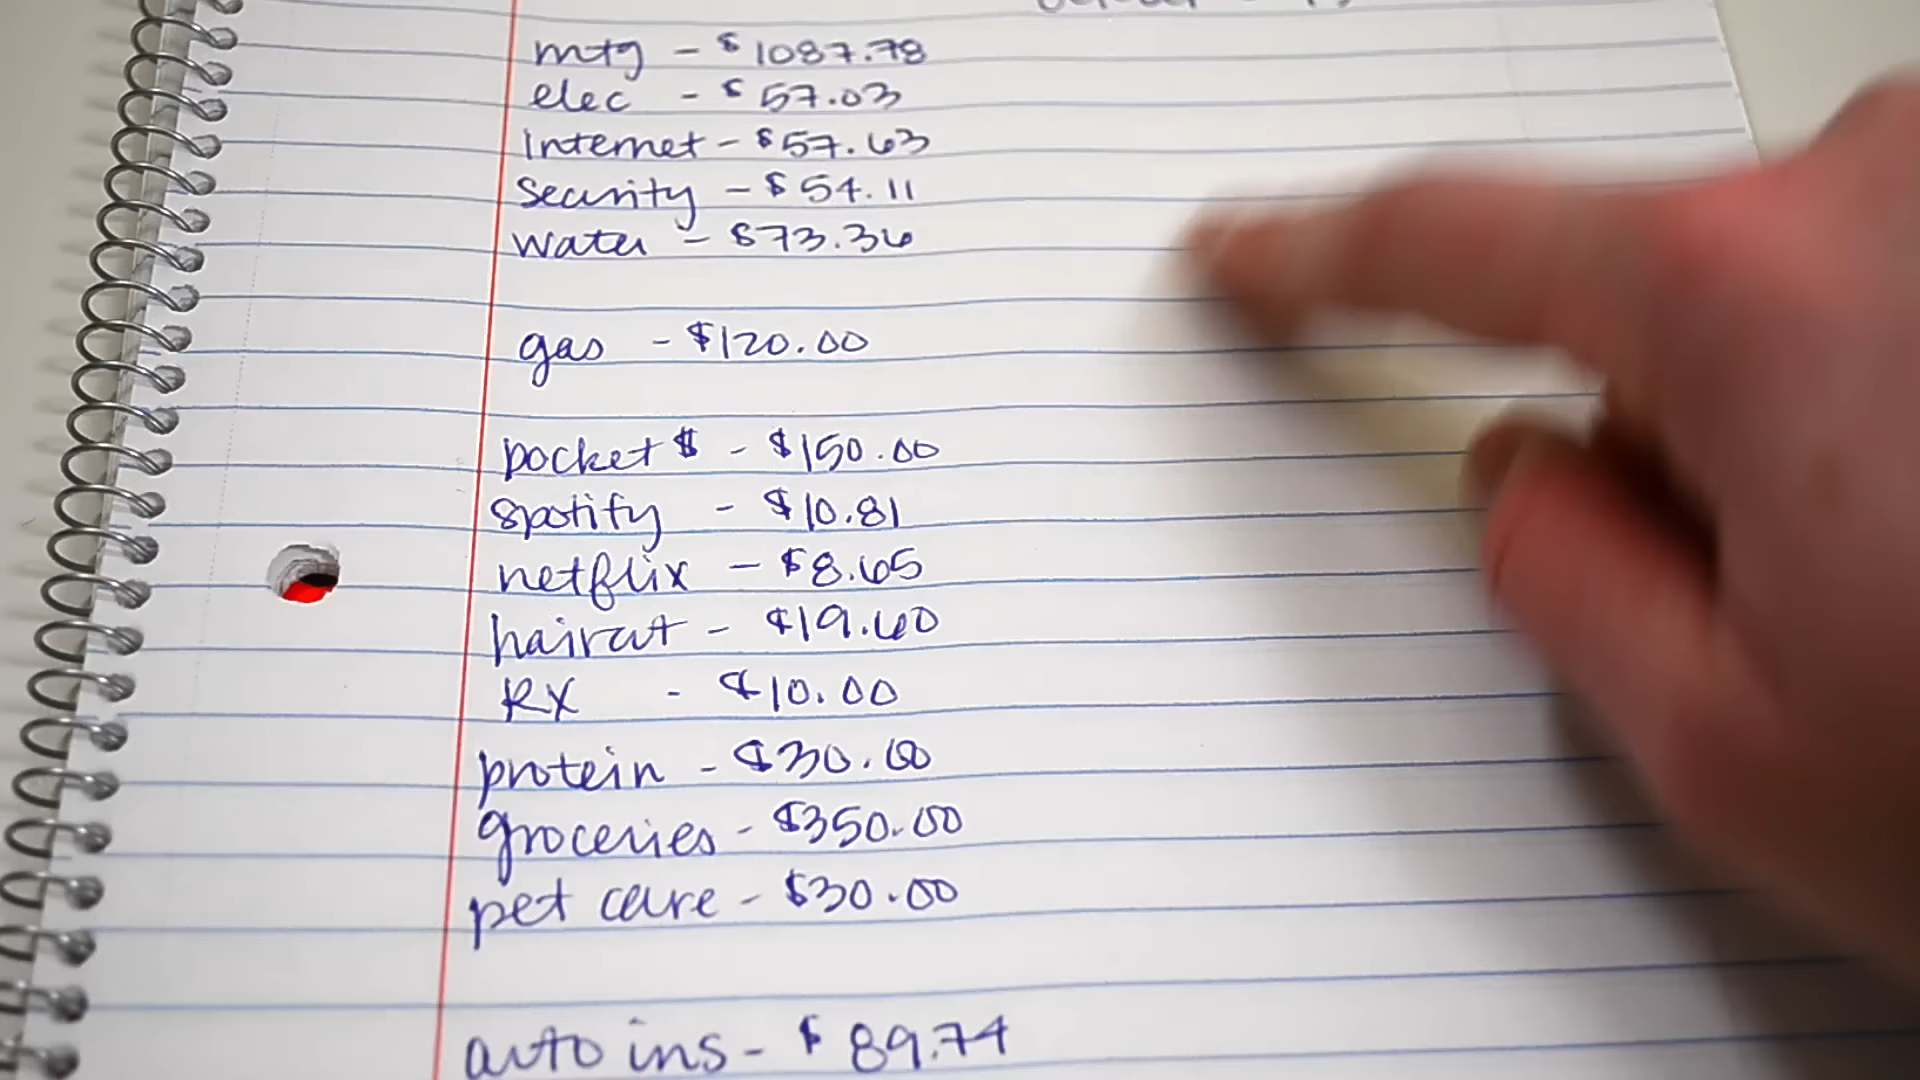 mtg - $1087.78
elec - $57.03
Internet - $57.63
Security - $54.11
Water - $73.36
gas - $120.00
pocket $ - $150.00
spotify - $10.81
netflix - $8.65
haircut - $19.60
RX - $10.00
protein - $30.00
groceries - $350.00
pet care - $30.00
auto ins - $89.74